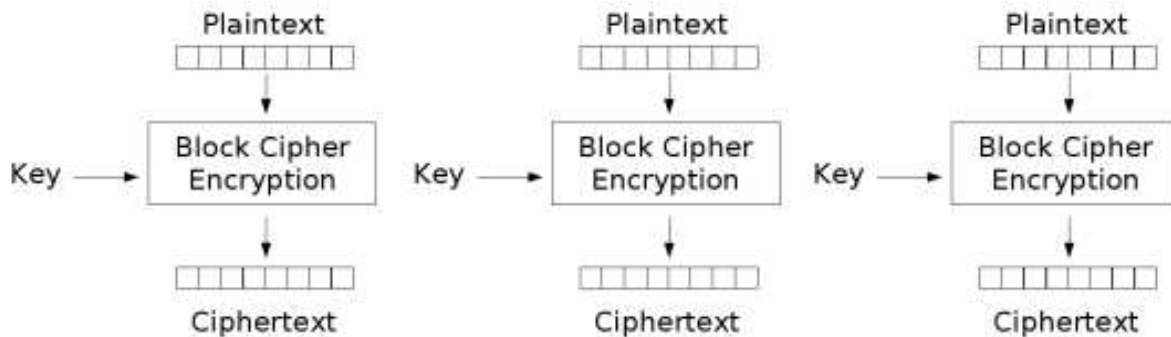 Plaintext
Plaintext
Plaintext
Block Cipher
Encryption
Key
Block Cipher
Encryption
Key
Block Cipher
Encryption
Key
Ciphertext
Ciphertext
Ciphertext